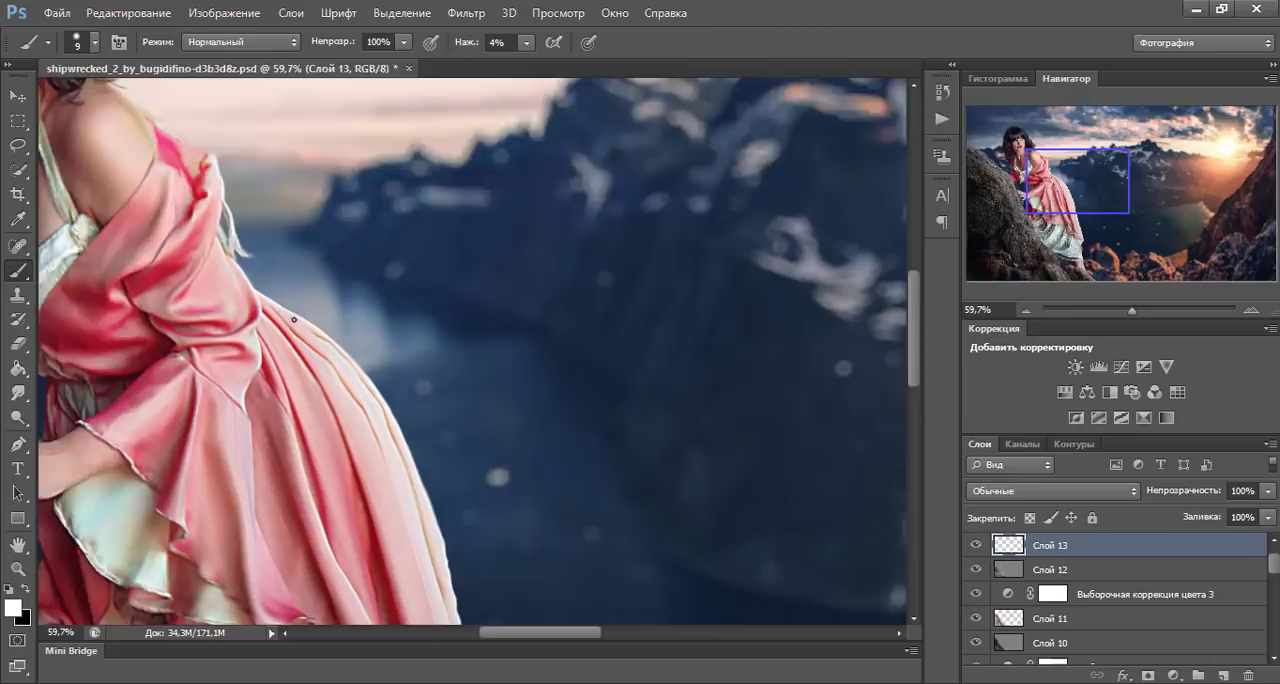 Ps Файл Редактирование Изображение Слои Шрифт Выделение Фильтр 3D Просмотр Окно Справка
9 Режим: Нормальный Непрозр.: 100% Наж.: 4% Фотография
shipwrecked_2_by_bugidifino-d3b3d8z.psd @ 59,7% (Слой 13, RGB/8) * ×
Гистограмма Навигатор
59,7%
Коррекция
Добавить корректировку
Слои Каналы Контуры
Вид
Обычные Непрозрачность: 100%
Закрепить: Заливка: 100%
Слой 13
Слой 12
Выборочная коррекция цвета 3
Слой 11
Слой 10
59,7% Док: 34,3M/171,1M
Mini Bridge